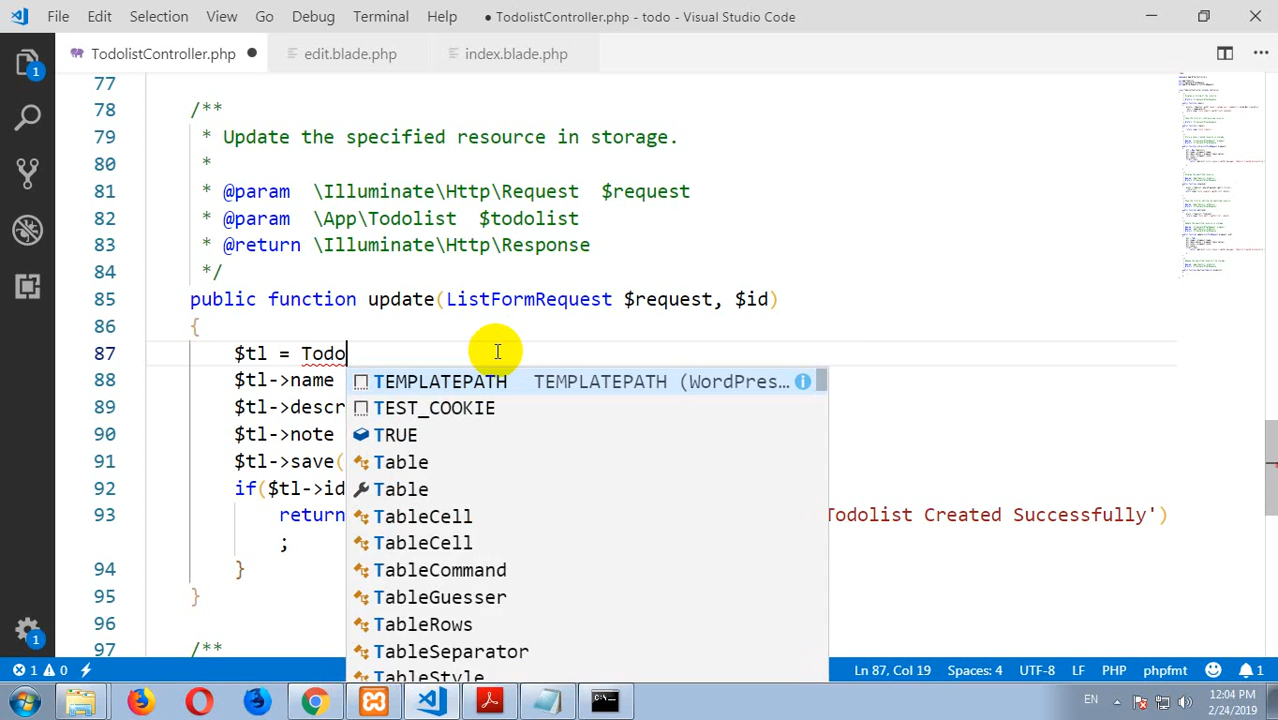 File Edit Selection View Go Debug Terminal Help ● TodolistController.php - todo - Visual Studio Code
TodolistController.php edit.blade.php index.blade.php
1
77
78 /**
79 * Update the specified resource in storage.
80 *
81 * @param \Illuminate\Http\Request $request
82 * @param \App\Todolist $todolist
83 * @return \Illuminate\Http\Response
84 */
85 public function update(ListFormRequest $request, $id)
86 {
87 $tl = Todo
88 $tl->name
89 $tl->descr
90 $tl->note
91 $tl->save(
92 if($tl->id
93 return Todolist Created Successfully')
;
94 }
95 }
96
97 /**
TEMPLATEPATH TEMPLATEPATH (WordPres...
TEST_COOKIE
TRUE
Table
Table
TableCell
TableCell
TableCommand
TableGuesser
TableRows
TableSeparator
TableStyle
1
1 0 Ln 87, Col 19 Spaces: 4 UTF-8 LF PHP phpfmt 1
EN 12:04 PM
2/24/2019